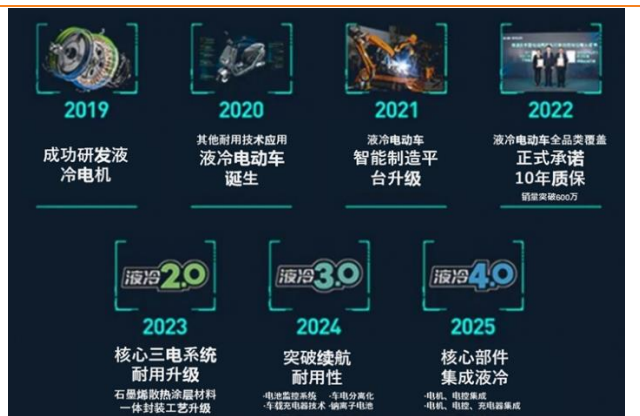 2019
成功研发液
冷电机
2020
其他耐用技术应用
液冷电动车
诞生
2021
液冷电动车
智能制造平
台升级
2022
液冷电动车全品类覆盖
正式承诺
10年质保
销量突破600万
液冷2.0
2023
核心三电系统
耐用升级
石墨烯散热涂层材料
一体封装工艺升级
液冷3.0
2024
突破续航
耐用性
·电池监控系统 ·车电分离化
·车载充电器技术 ·钠离子电池
液冷4.0
2025
核心部件
集成液冷
·电机、电控集成
·电机、电控、充电器集成